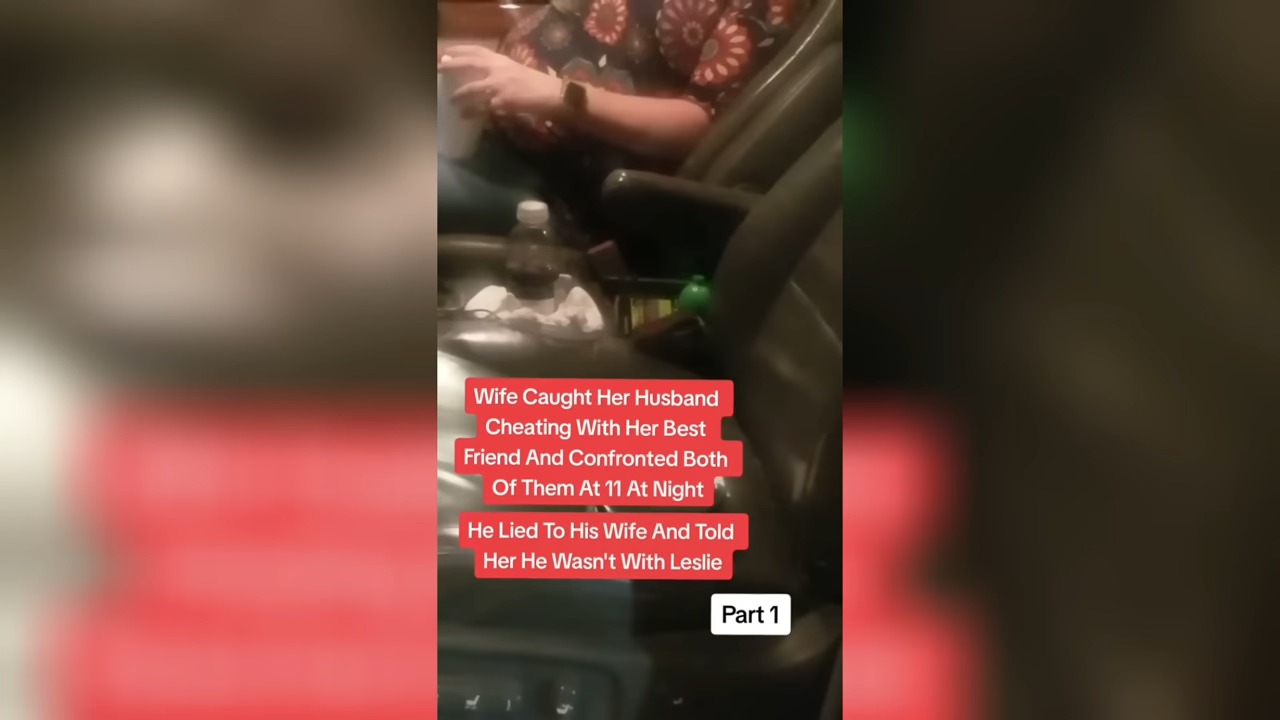 Wife Caught Her Husband
Cheating With Her Best
Friend And Confronted Both
Of Them At 11 At Night
He Lied To His Wife And Told
Her He Wasn't With Leslie
Part 1